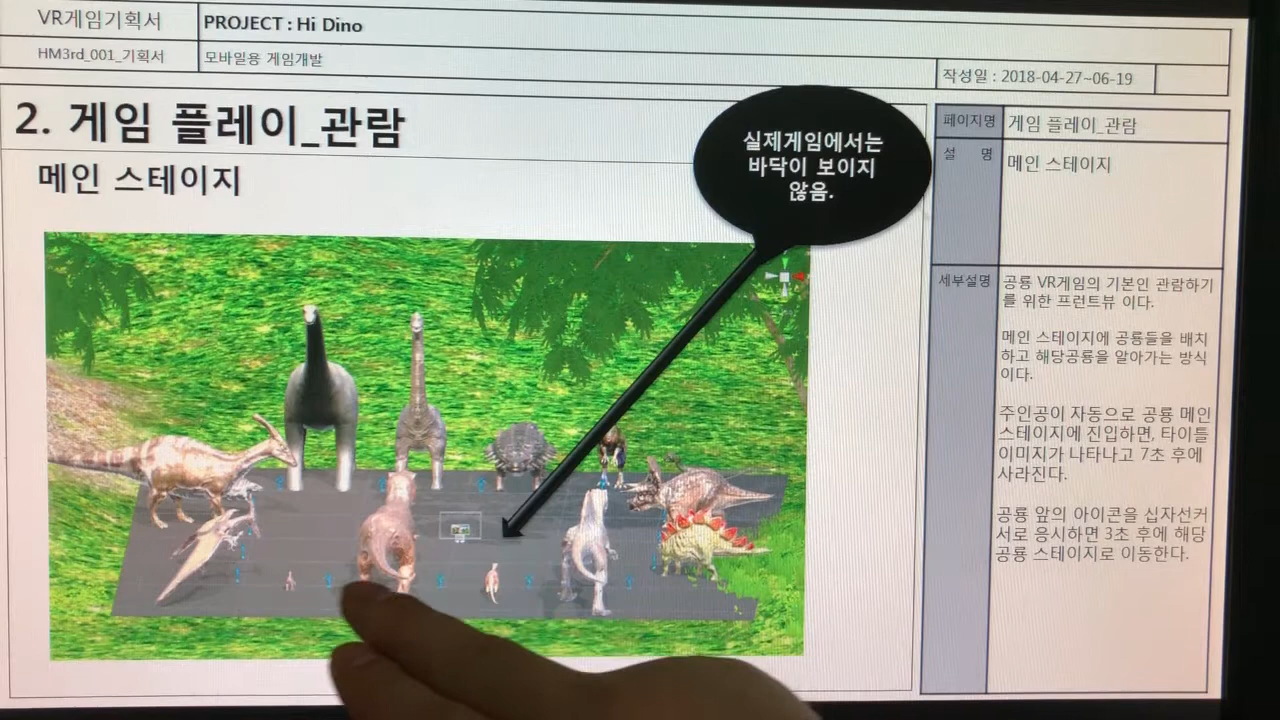 VR게임기획서
PROJECT : Hi Dino
HM3rd_001_기획서
모바일용 게임개발
작성일 : 2018-04-27~06-19
2. 게임 플레이_관람
메인 스테이지
실제게임에서는
바닥이 보이지
않음.
페이지명
게임 플레이_관람
설 명
메인 스테이지
세부설명
공룡 VR게임의 기본인 관람하기
를 위한 프런트뷰 이다.
메인 스테이지에 공룡들을 배치
하고 해당공룡을 알아가는 방식
이다.
주인공이 자동으로 공룡 메인
스테이지에 진입하면, 타이틀
이미지가 나타나고 7초 후에
사라진다.
공룡 앞의 아이콘을 십자선커
서로 응시하면 3초 후에 해당
공룡 스테이지로 이동한다.